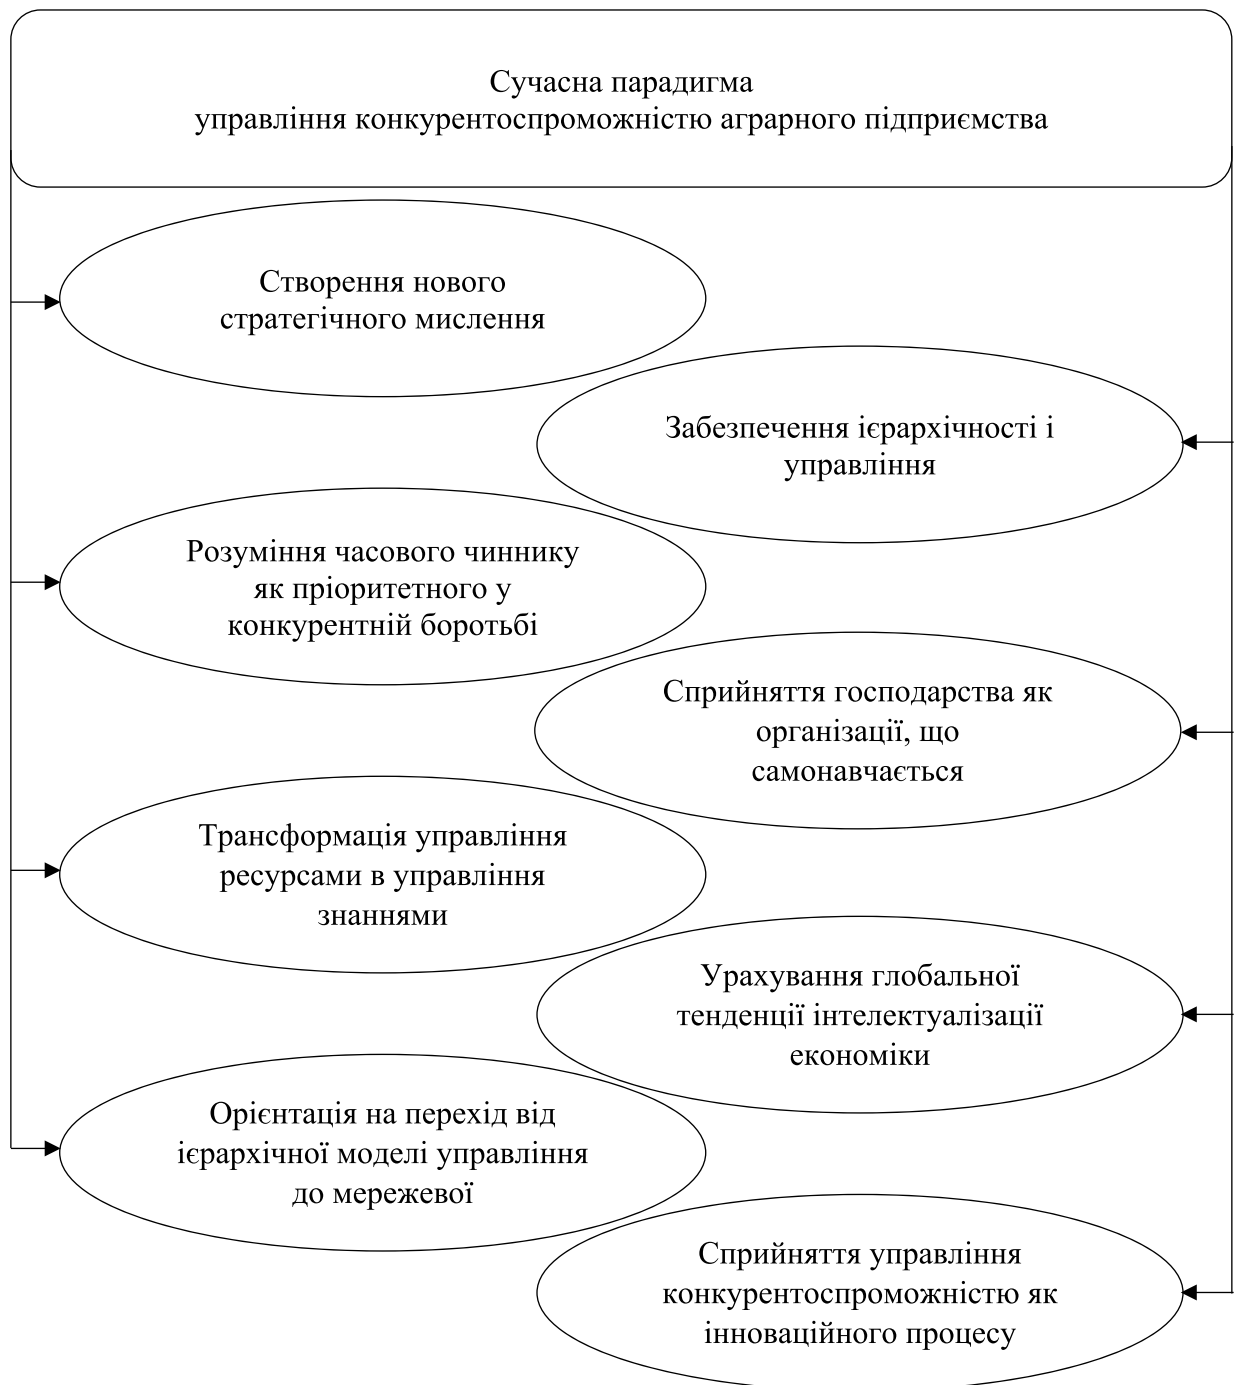 Сучасна парадигма
управління конкурентоспроможністю аграрного підприємства
Створення нового
стратегічного мислення
Забезпечення ієрархічності і
управління
Розуміння часового чиннику
як пріоритетного у
конкурентній боротьбі
Сприйняття господарства як
організації, що
самонавчається
Трансформація управління
ресурсами в управління
знаннями
Урахування глобальної
тенденції інтелектуалізації
економіки
Орієнтація на перехід від
ієрархічної моделі управління
до мережевої
Сприйняття управління
конкурентоспроможністю як
інноваційного процесу